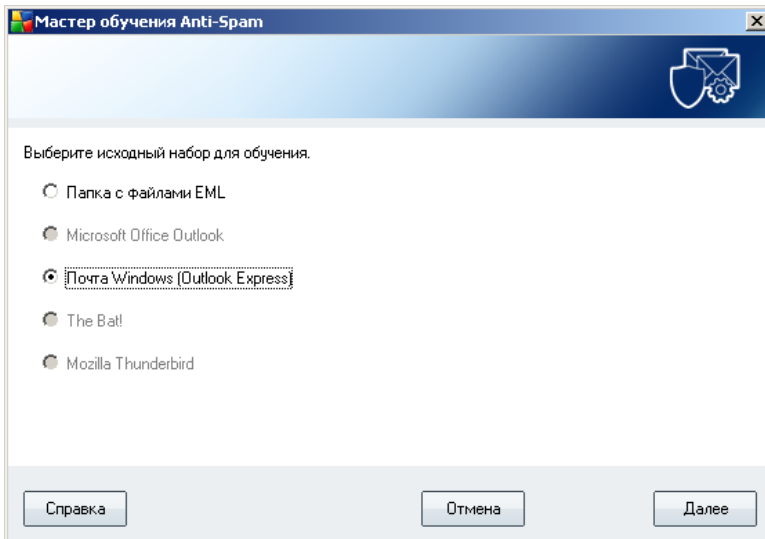 Мастер обучения Anti-Spam
Выберите исходный набор для обучения.
Папка с файлами EML
Microsoft Office Outlook
Почта Windows (Outlook Express)
The Bat!
Mozilla Thunderbird
Справка
Отмена
Далее